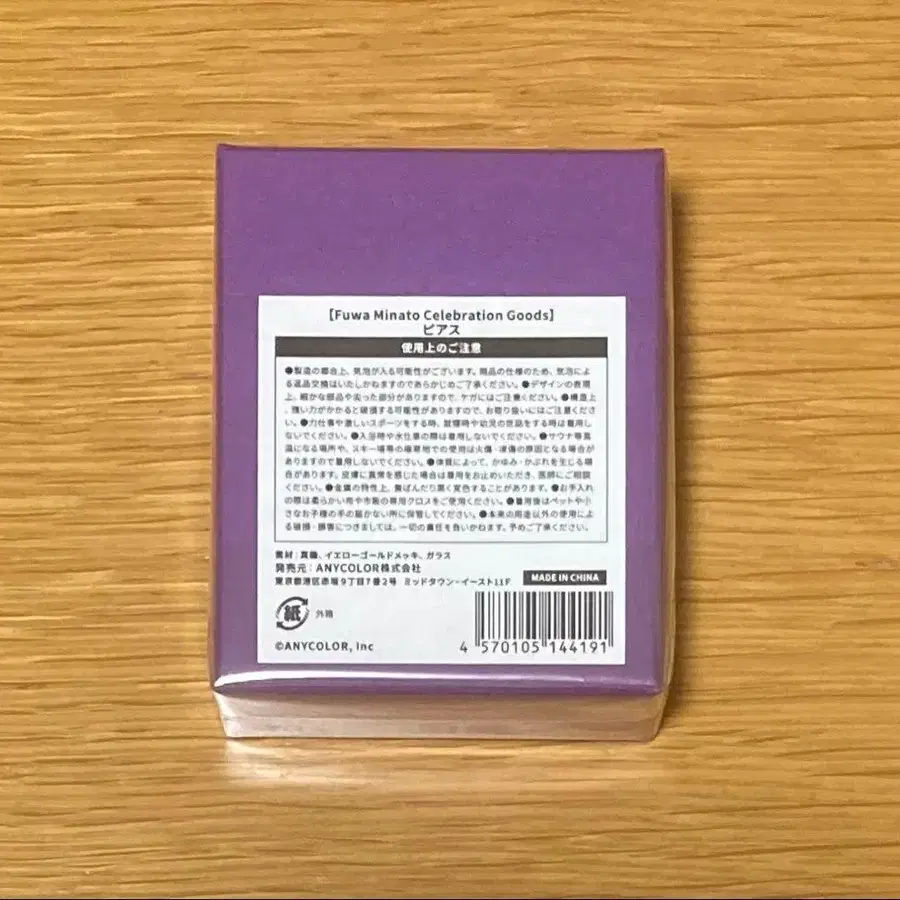 【Fuwa Minato Celebration Goods】
ピアス
使用上のご注意
●製造の都合上、気泡が入る可能性がございます。商品の仕様のため、気泡によ
る返品交換はいたしかねますのであらかじめご了承ください。●デザインの表現
上、細かな部品や尖った部分がありますので、ケガにはご注意ください。●構造上
、強い力がかかると破損する可能性がありますので、お取り扱いにはご注意くださ
い。●力仕事や激しいスポーツをする時、就寝時や幼児の世話をする時は着用し
ないでください。●入浴時や水仕事の際は着用しないでください。●サウナ等高
温になる場所や、スキー場等の極寒地での使用は火傷・凍傷の原因となる場合が
ありますので着用しないでください。●体質によって、かゆみ・かぶれを生じる場
合があります。皮膚に異常を感じた場合は着用をお止めいただき、医師にご相談
ください。●金属の特性上、黄ばんだり黒く変色することがあります。●お手入れ
の際は柔らかい布や市販の専用クロスをご使用ください。●着用後はペットや小
さなお子様の手の届かない所に保管してください。●本来の用途以外の使用によ
る破損・損害につきましては、一切の責任を負いかねます。予めご了承ください。
素材:真鍮、イエローゴールドメッキ、ガラス
発売元:ANYCOLOR株式会社
東京都港区赤坂9丁目7番2号 ミッドタウン・イースト11F
MADE IN CHINA
紙 外箱
©ANYCOLOR, Inc
4 570105 144191